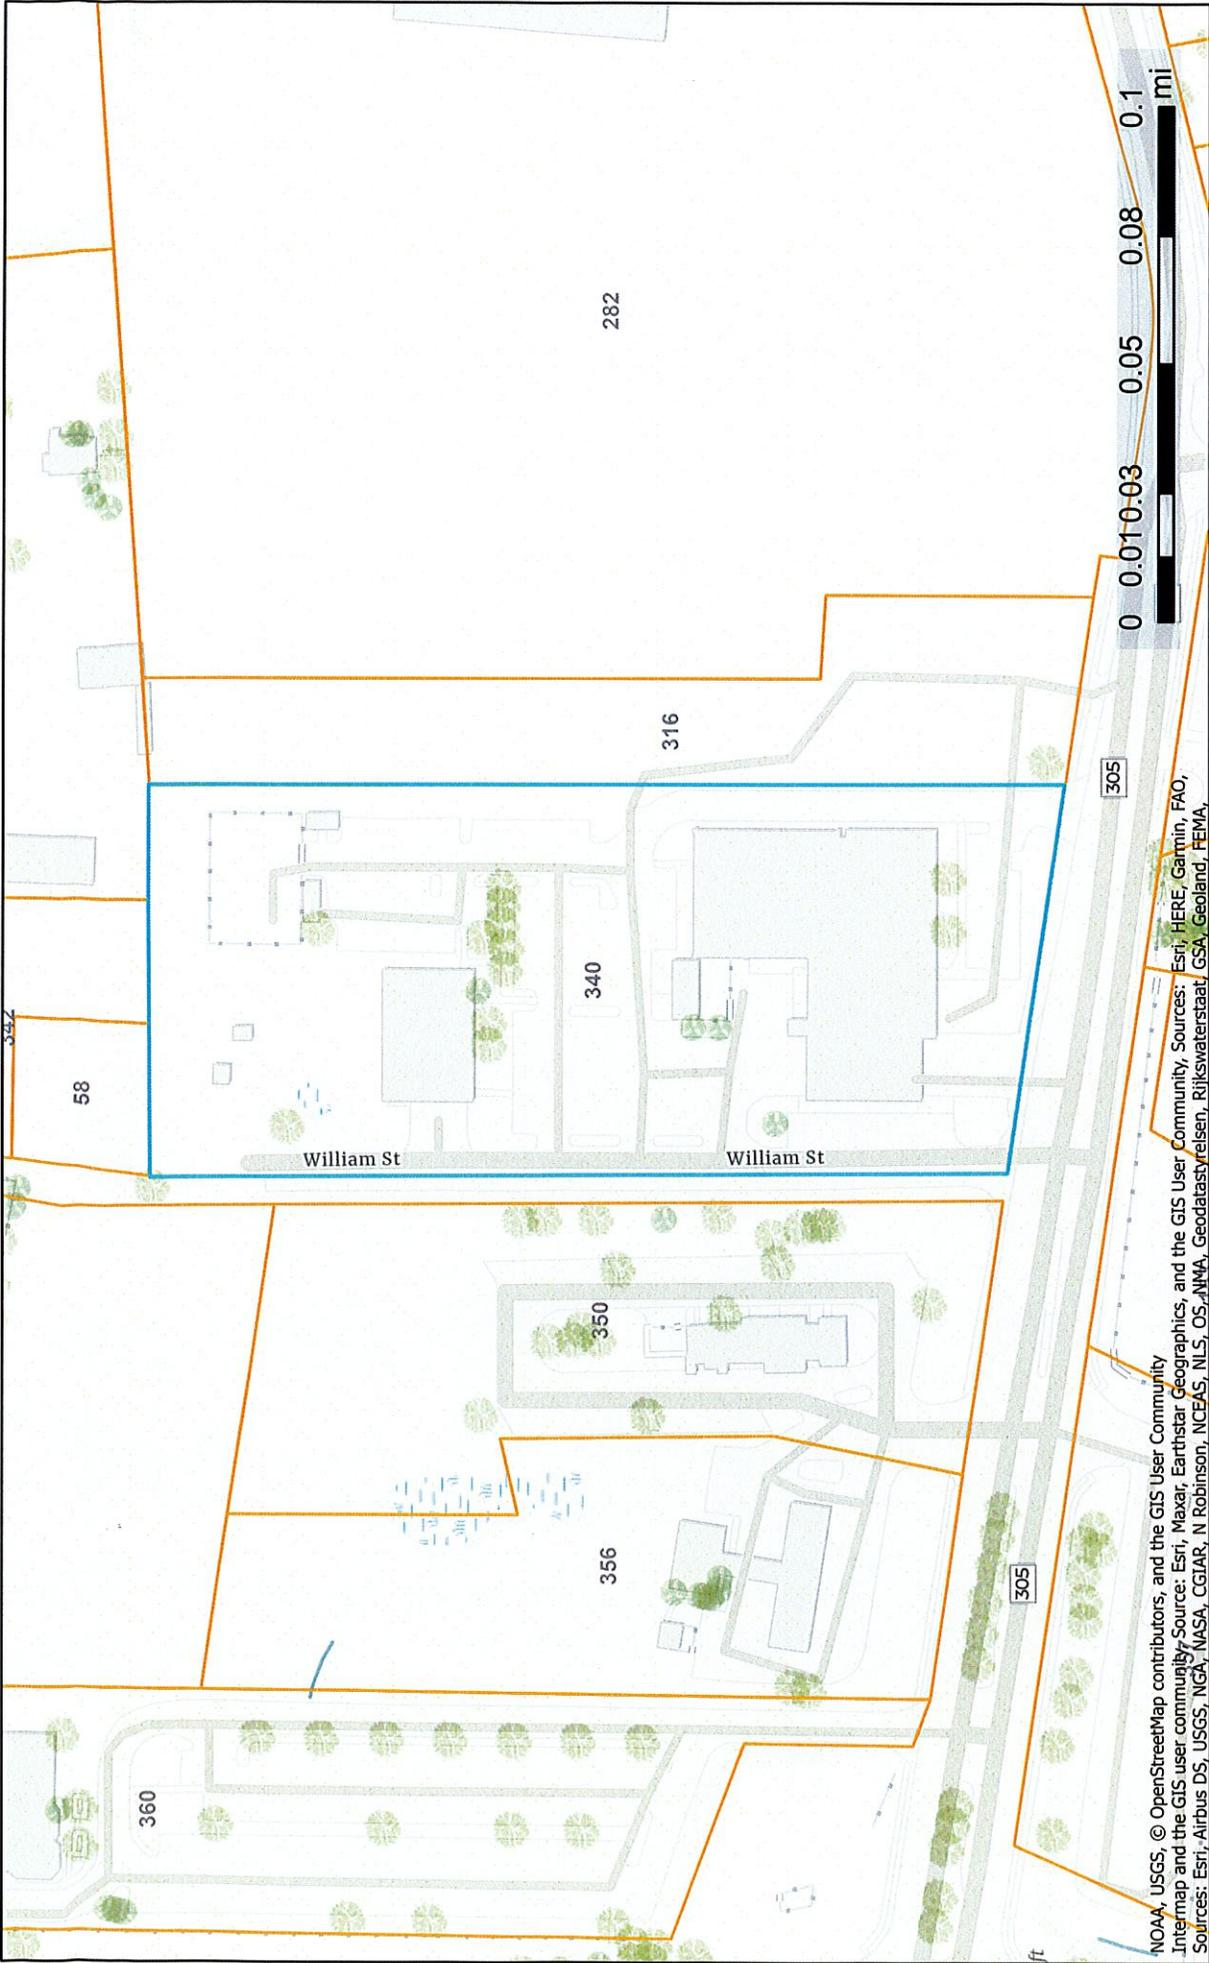 342
58
282
316
340
William St
William St
350
356
360
305
305
ft
0 0.01 0.03 0.05 0.08 0.1
mi
NOAA, USGS, © OpenStreetMap contributors, and the GIS User Community
Intermap and the GIS user community, Source: Esri, Maxar, Earthstar Geographics, and the GIS User Community, Sources: Esri, HERE, Garmin, FAO,
Sources: Esri, Airbus DS, USGS, NGA, NASA, CGIAR, N Robinson, NCEAS, NLS, OS, NMA, Geodatastyrelsen, Rijkswaterstaat, GSA, Geoland, FEMA,